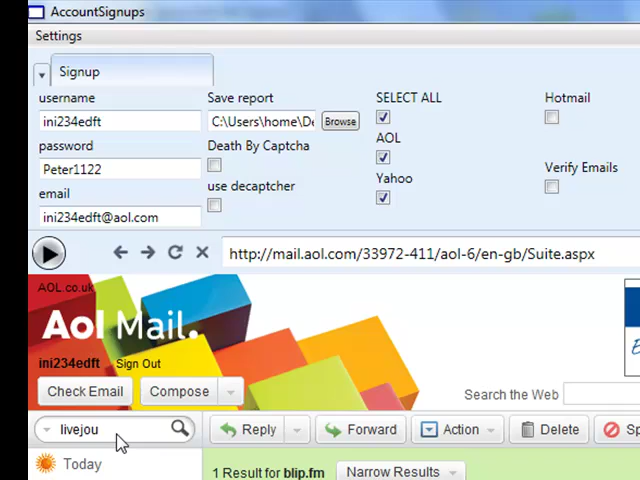 AccountSignups
Settings
Signup
username Save report SELECT ALL Hotmail
ini234edft C:\Users\home\De Browse
AOL
password Death By Captcha
Peter1122 Verify Emails
Yahoo
email use decaptcher
ini234edft@aol.com
http://mail.aol.com/33972-411/aol-6/en-gb/Suite.aspx
AOL.co.uk
Aol Mail.
ini234edft Sign Out
Check Email Compose Search the Web
livejou Reply Forward Action Delete Sp
Today 1 Result for blip.fm Narrow Results